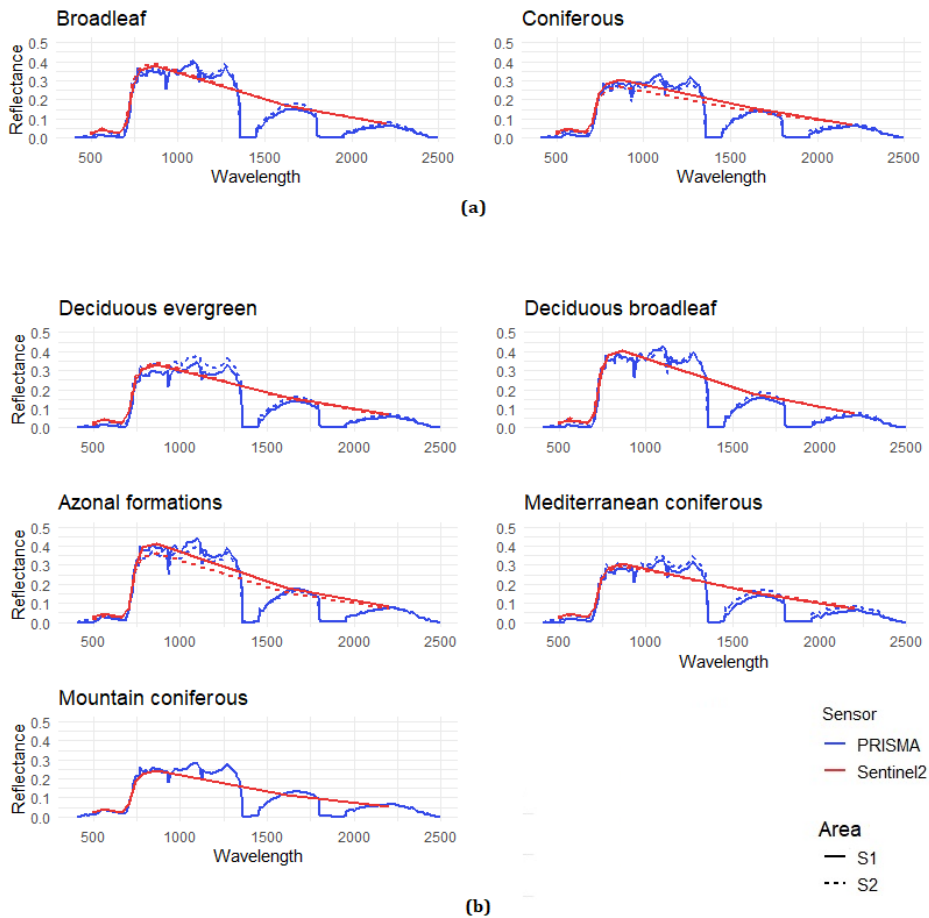 Broadleaf
Coniferous
Reflectance
0.5
0.4
0.3
0.2
0.1
0.0
500 1000 1500 2000 2500
Wavelength
0.5
0.4
0.3
0.2
0.1
0.0
500 1000 1500 2000 2500
Wavelength
(a)
Deciduous evergreen
Deciduous broadleaf
Reflectance
0.5
0.4
0.3
0.2
0.1
0.0
500 1000 1500 2000 2500
0.5
0.4
0.3
0.2
0.1
0.0
500 1000 1500 2000 2500
Azonal formations
Mediterranean coniferous
Reflectance
0.5
0.4
0.3
0.2
0.1
0.0
500 1000 1500 2000 2500
0.5
0.4
0.3
0.2
0.1
0.0
500 1000 1500 2000 2500
Wavelength
Mountain coniferous
Reflectance
0.5
0.4
0.3
0.2
0.1
0.0
500 1000 1500 2000 2500
Wavelength
Sensor
PRISMA
Sentinel2
Area
S1
S2
(b)